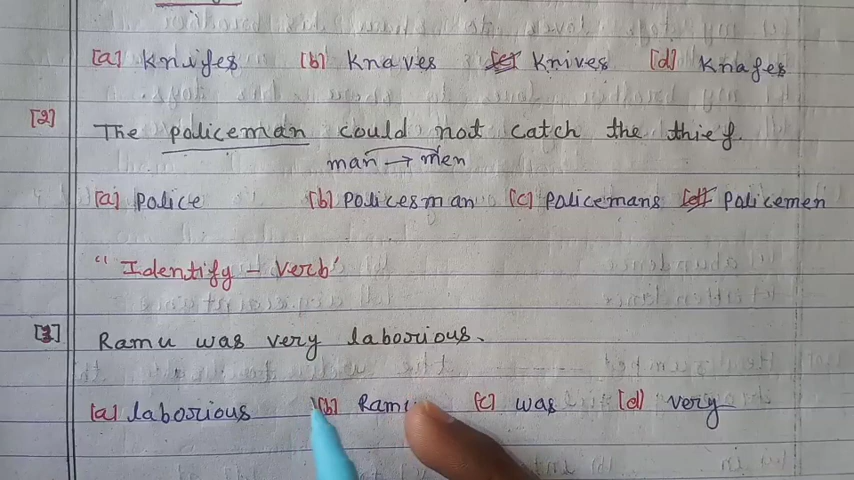 [a] Knifes [b] Knaves [c] Knives [d] Knafes
[2] The policeman could not catch the thief.
man → men
[a] Police [b] Policesman [c] Policemans [d] Policemen
"Identify - Verb"
[3] Ramu was very laborious.
[a] laborious [b] Ramu [c] was [d] very